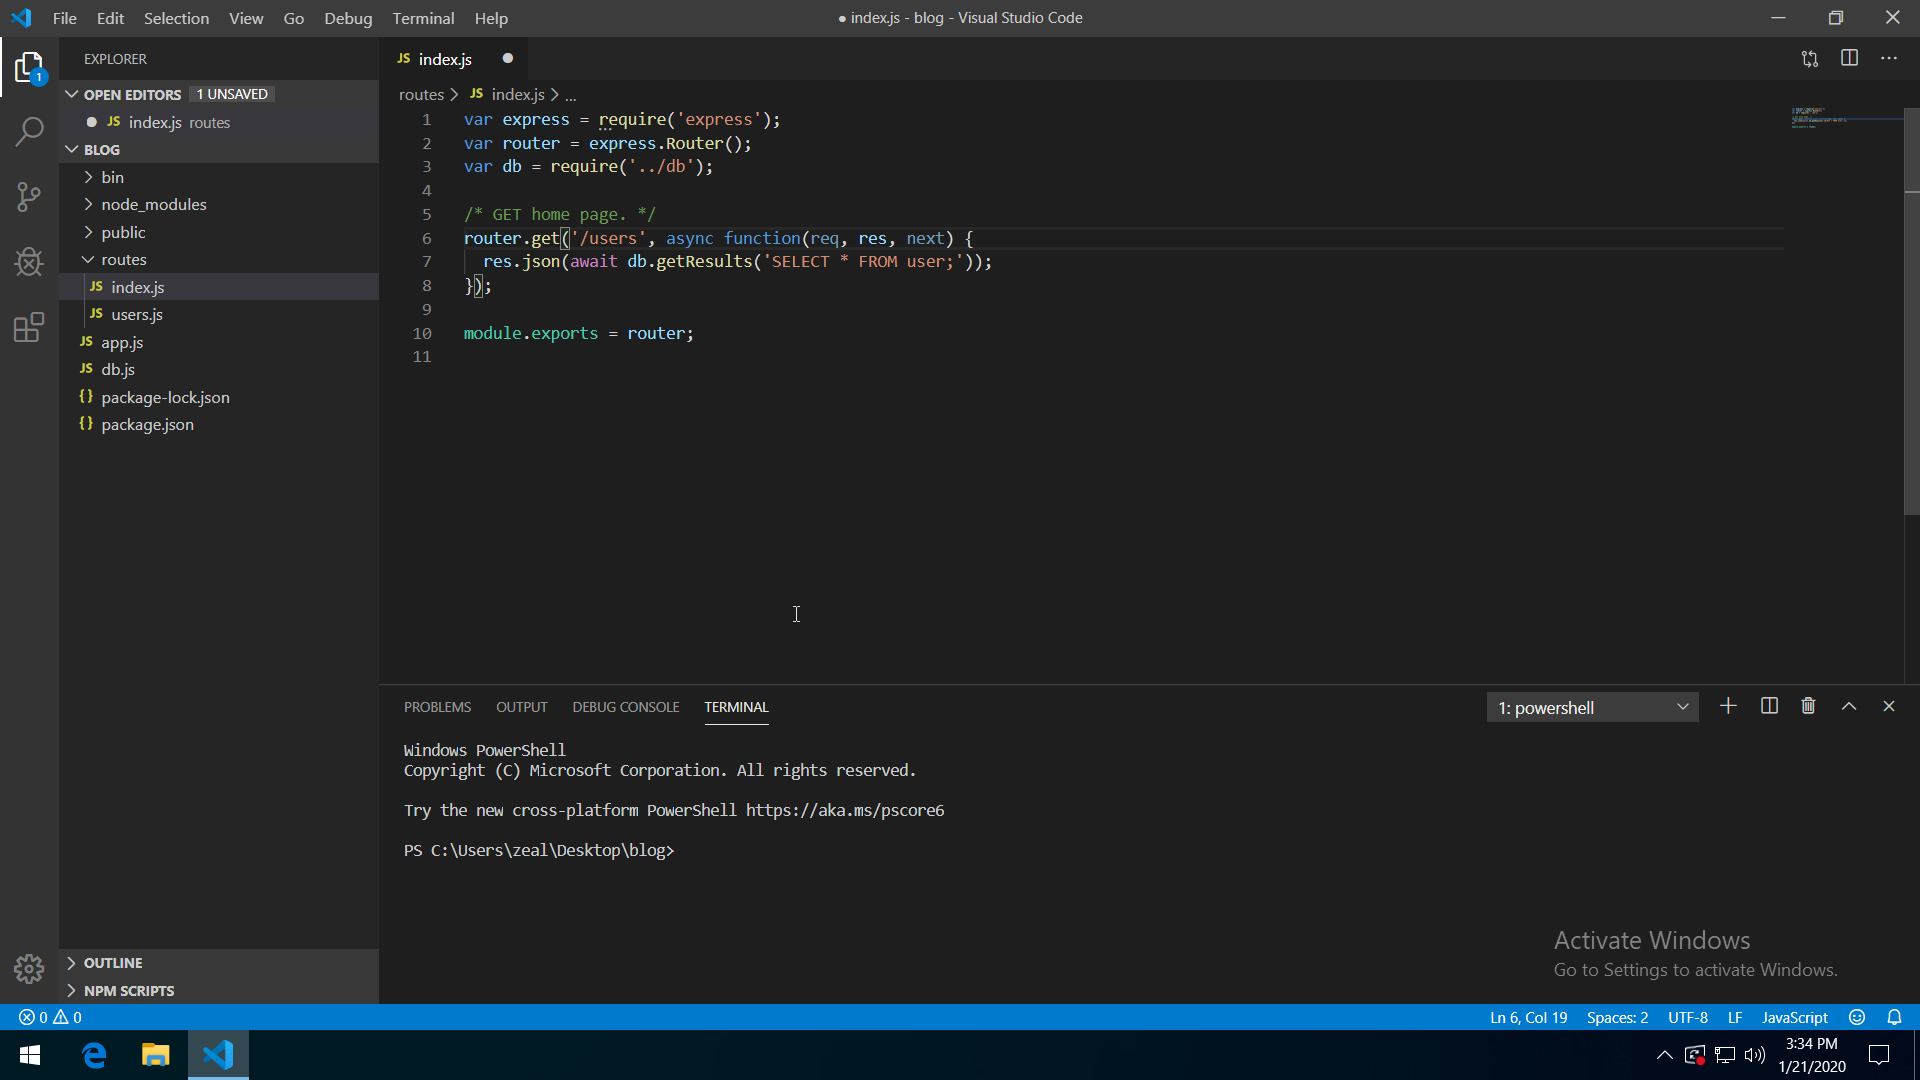 File Edit Selection View Go Debug Terminal Help
● index.js - blog - Visual Studio Code
1
EXPLORER
OPEN EDITORS 1 UNSAVED
JS index.js routes
BLOG
bin
node_modules
public
routes
JS index.js
JS users.js
JS app.js
JS db.js
{} package-lock.json
{} package.json
OUTLINE
NPM SCRIPTS
JS index.js
routes > JS index.js > ...
1 var express = require('express');
2 var router = express.Router();
3 var db = require('../db');
4
5 /* GET home page. */
6 router.get('/users', async function(req, res, next) {
7 res.json(await db.getResults('SELECT * FROM user;'));
8 });
9
10 module.exports = router;
11
PROBLEMS OUTPUT DEBUG CONSOLE TERMINAL
1: powershell
Windows PowerShell
Copyright (C) Microsoft Corporation. All rights reserved.
Try the new cross-platform PowerShell https://aka.ms/pscore6
PS C:\Users\zeal\Desktop\blog>
Activate Windows
Go to Settings to activate Windows.
0 0
Ln 6, Col 19 Spaces: 2 UTF-8 LF JavaScript
3:34 PM
1/21/2020